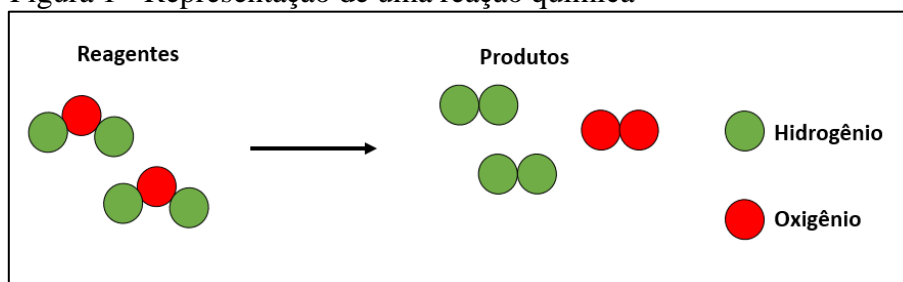 Figura 1 - Representação de uma reação química
Reagentes
Produtos
Hidrogênio
Oxigênio